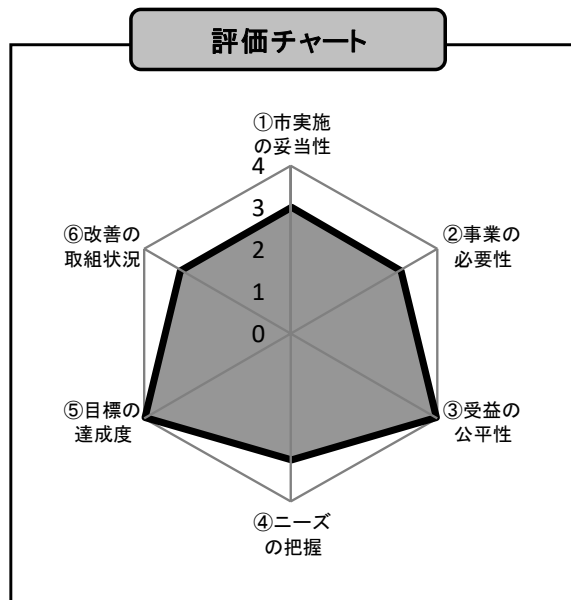 評価チャート
①市実施
の妥当性
4
3
2
1
0
②事業の
必要性
③受益の
公平性
④ニーズ
の把握
⑤目標の
達成度
⑥改善の
取組状況